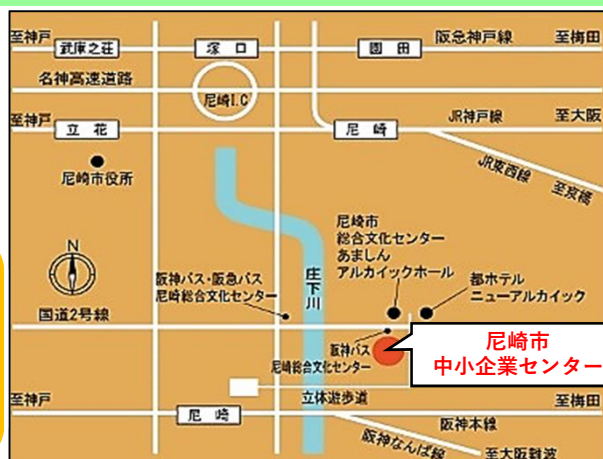 至神戸
武庫之荘
塚口
園田
阪急神戸線
至梅田
名神高速道路
尼崎I.C
至神戸
立花
尼崎
JR神戸線
至大阪
尼崎市役所
JR東西線
至京橋
N
国道2号線
阪神バス・阪急バス
尼崎総合文化センター
庄下川
尼崎市
総合文化センター
あましん
アルカイックホール
都ホテル
ニューアルカイック
阪神バス
尼崎総合文化センター
尼崎市
中小企業センター
立体遊歩道
至神戸
尼崎
阪神本線
至梅田
阪神なんば線
至大阪難波